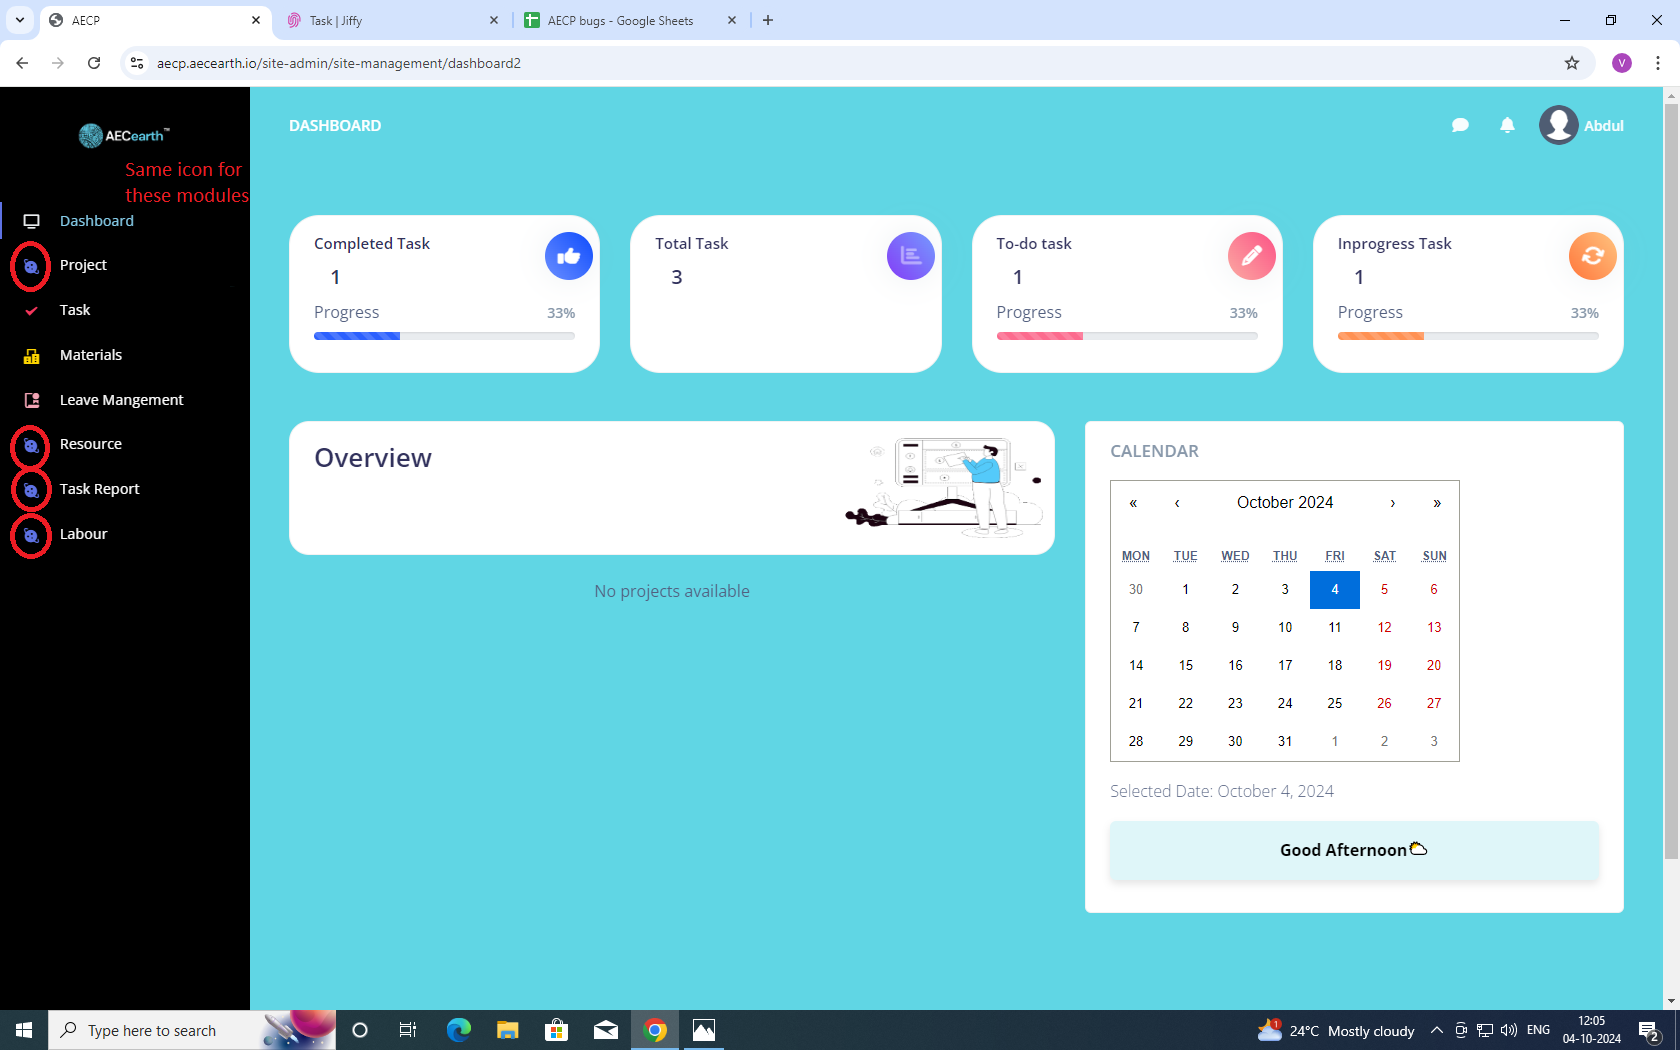 AECP
Task | Jiffy
AECP bugs - Google Sheets
aecp.aecearth.io/site-admin/site-management/dashboard2
V
AECearth™
Same icon for
these modules
Dashboard
Project
Task
Materials
Leave Mangement
Resource
Task Report
Labour
DASHBOARD
Abdul
Completed Task
1
Progress 33%
Total Task
3
To-do task
1
Progress 33%
Inprogress Task
1
Progress 33%
Overview
No projects available
CALENDAR
« ‹ October 2024 › »
MON TUE WED THU FRI SAT SUN
30 1 2 3 4 5 6
7 8 9 10 11 12 13
14 15 16 17 18 19 20
21 22 23 24 25 26 27
28 29 30 31 1 2 3
Selected Date: October 4, 2024
Good Afternoon
Type here to search
1
24°C Mostly cloudy
ENG
12:05
04-10-2024
2